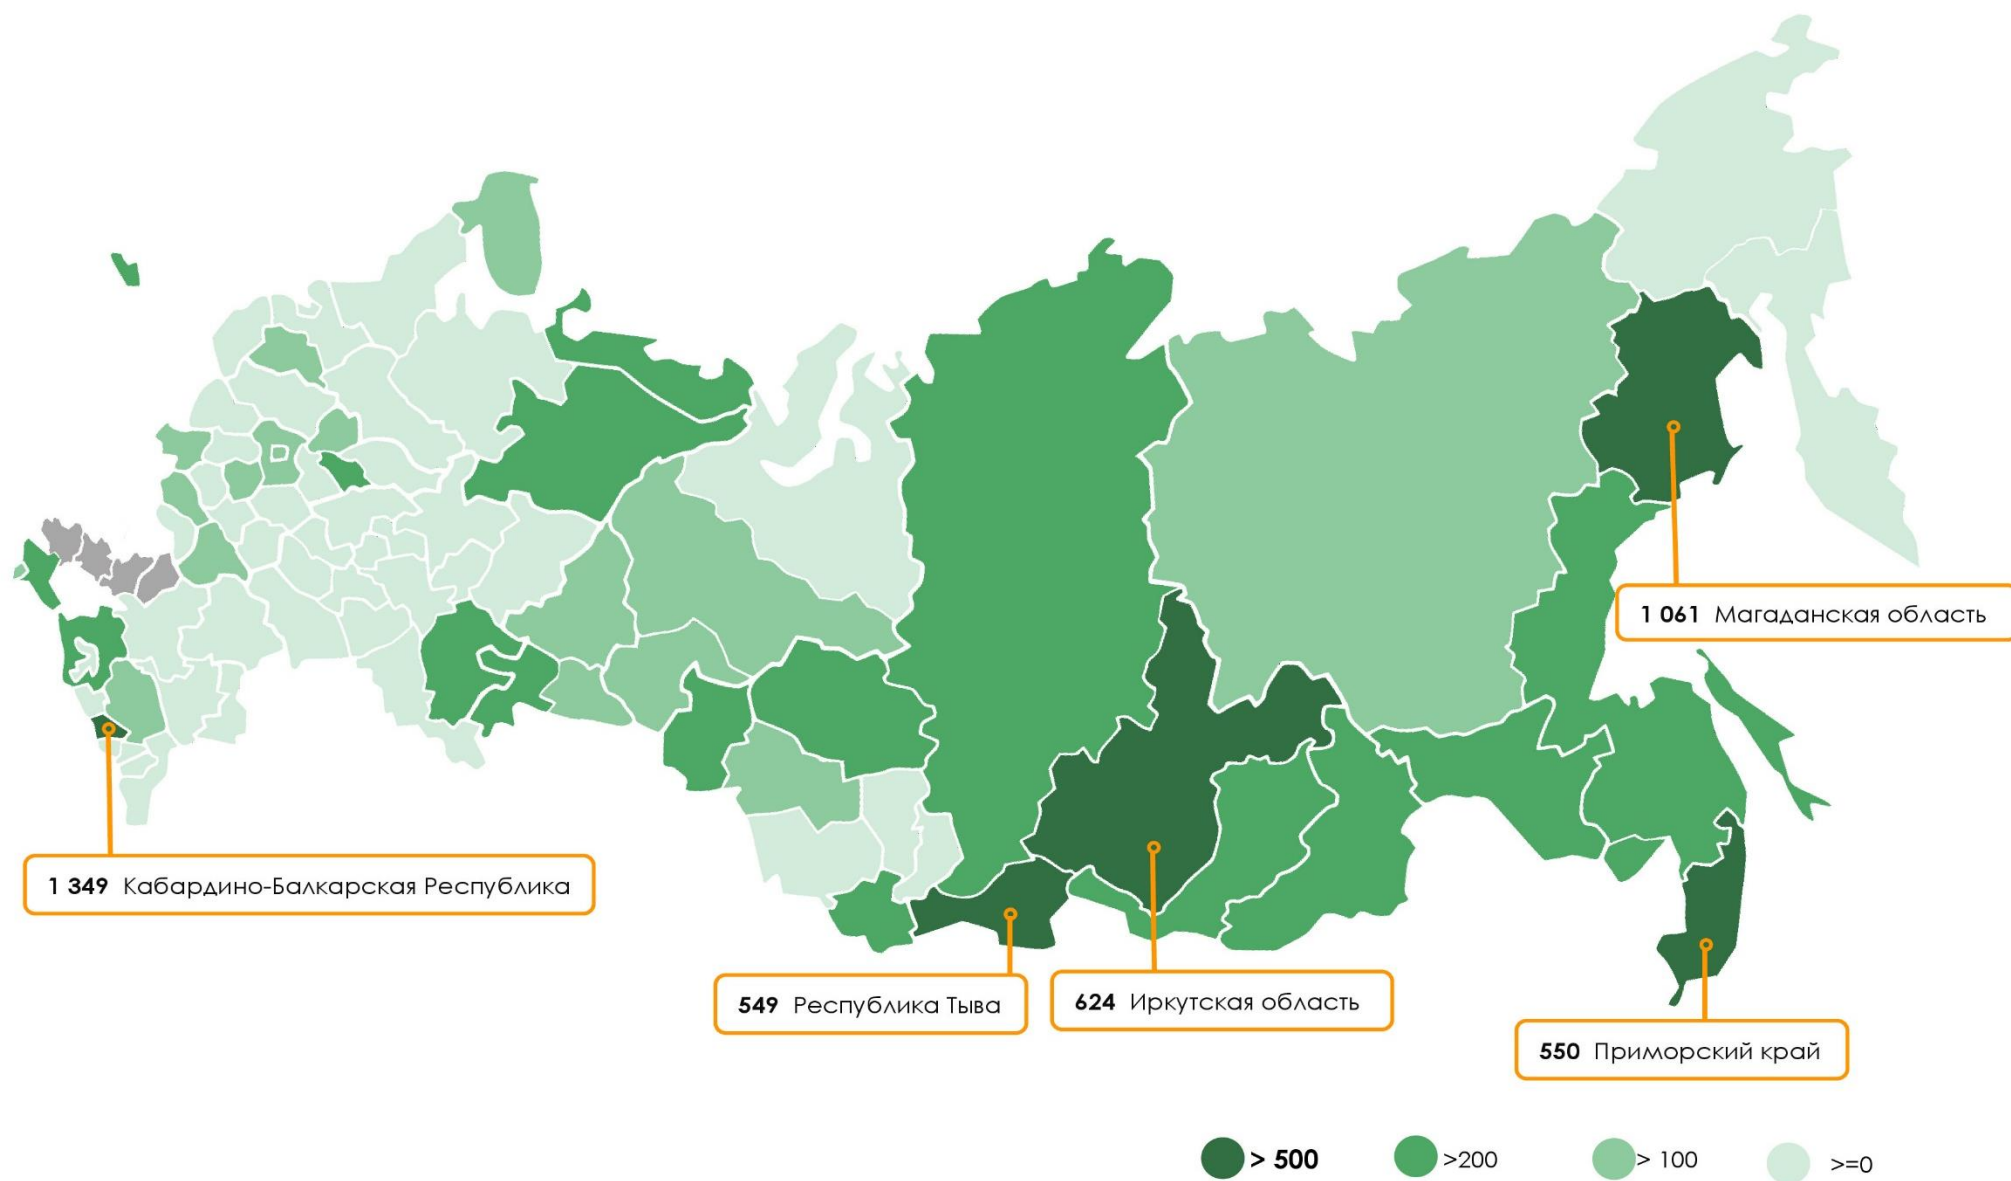 1 061 Магаданская область
1 349 Кабардино-Балкарская Республика
549 Республика Тыва
624 Иркутская область
550 Приморский край
> 500
>200
> 100
>=0